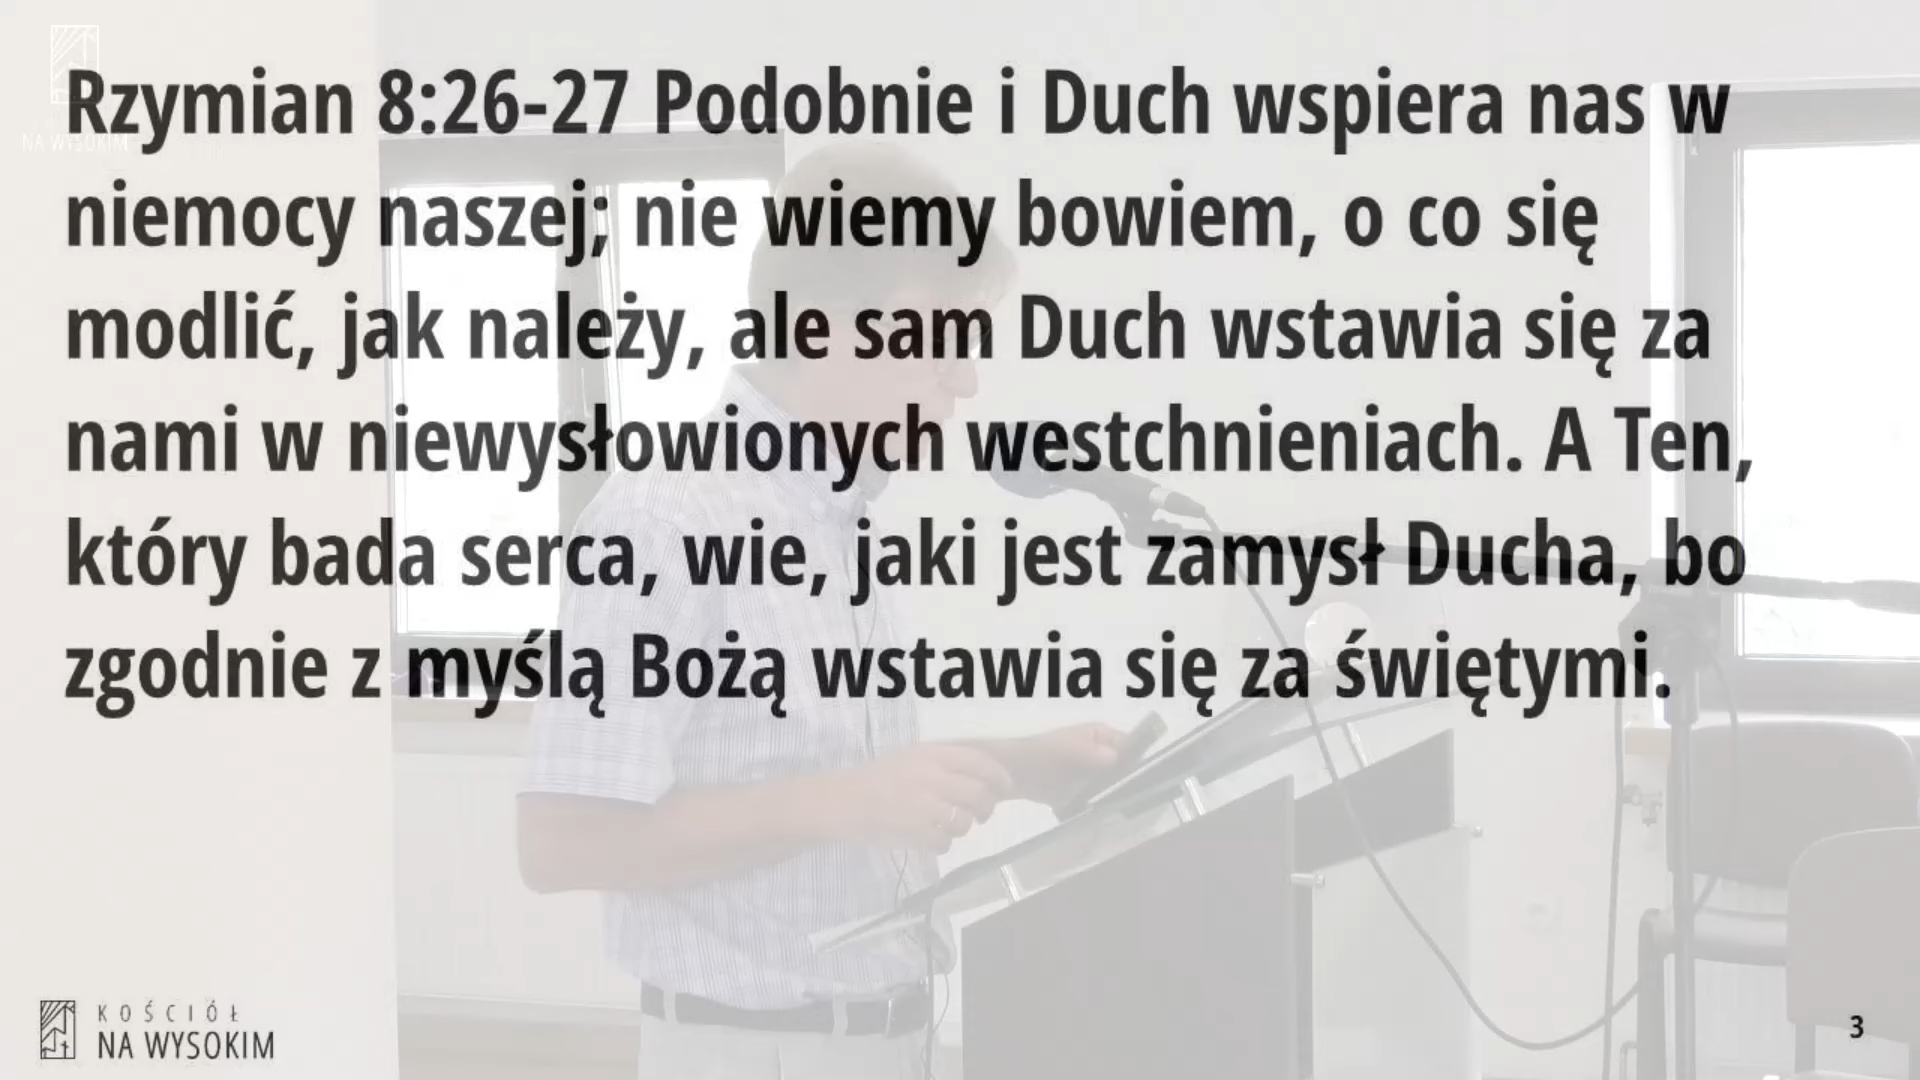 Rzymian 8:26-27 Podobnie i Duch wspiera nas w
niemocy naszej; nie wiemy bowiem, o co się
modlić, jak należy, ale sam Duch wstawia się za
nami w niewysłowionych westchnieniach. A Ten,
który bada serca, wie, jaki jest zamysł Ducha, bo
zgodnie z myślą Bożą wstawia się za świętymi.
NA WYSOKIM
KOŚCIÓŁ
NA WYSOKIM
3